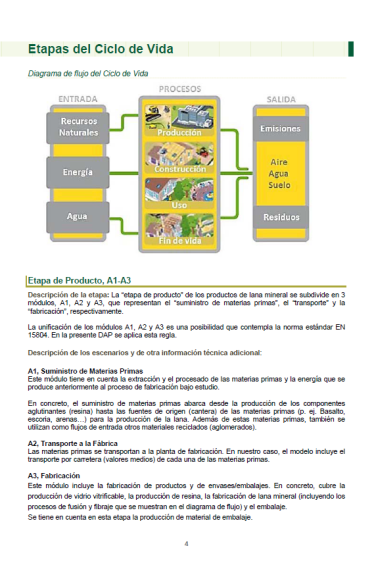 Etapas del Ciclo de Vida
Diagrama de flujo del Ciclo de Vida
PROCESOS
ENTRADA
SALIDA
Recursos
Naturales
Energía
Agua
Producción
Construcción
Uso
Fin de vida
Emisiones
Aire
Agua
Suelo
Residuos
Etapa de Producto, A1-A3
Descripción de la etapa: La “etapa de producto” de los productos de lana mineral se subdivide en 3
módulos, A1, A2 y A3, que representan el “suministro de materias primas”, el “transporte” y la
“fabricación”, respectivamente.
La unificación de los módulos A1, A2 y A3 es una posibilidad que contempla la norma estándar EN
15804. En la presente DAP se aplica esta regla.
Descripción de los escenarios y de otra información técnica adicional:
A1, Suministro de Materias Primas
Este módulo tiene en cuenta la extracción y el procesado de las materias primas y la energía que se
produce anteriormente al proceso de fabricación bajo estudio.
En concreto, el suministro de materias primas abarca desde la producción de los componentes
aglutinantes (resina) hasta las fuentes de origen (cantera) de las materias primas (p. ej. Basalto,
escoria, arenas…) para la producción de la lana. Además de estas materias primas, también se
utilizan como flujos de entrada otros materiales reciclados (aglomerados).
A2, Transporte a la Fábrica
Las materias primas se transportan a la planta de fabricación. En nuestro caso, el modelo incluye el
transporte por carretera (valores medios) de cada una de las materias primas.
A3, Fabricación
Este módulo incluye la fabricación de productos y de envases/embalajes. En concreto, cubre la
producción de vidrio vitrificable, la producción de resina, la fabricación de lana mineral (incluyendo los
procesos de fusión y fibraje que se muestran en el diagrama de flujo) y el embalaje.
Se tiene en cuenta en esta etapa la producción de material de embalaje.
4